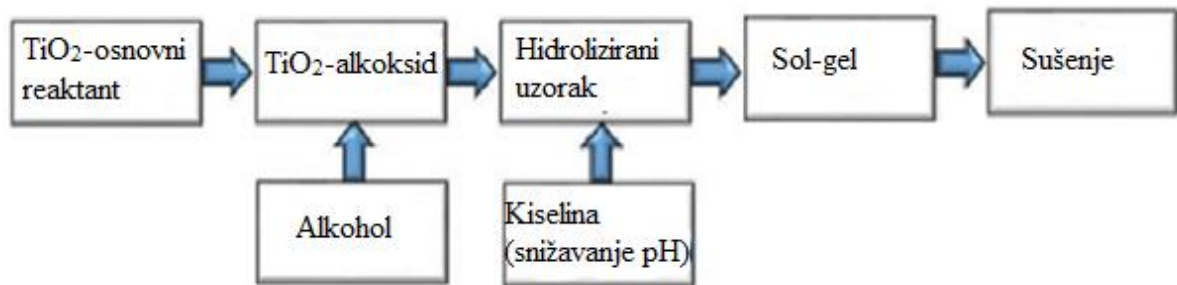 TiO₂-osnovni
reaktant
TiO₂-alkoksid
Hidrolizirani
uzorak
Sol-gel
Sušenje
Alkohol
Kiselina
(snižavanje pH)